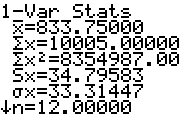 1-Var Stats
x̄=833.75000
Σx=10005.00000
Σx²=8354987.00
Sx=34.79583
σx=33.31447
↓n=12.00000